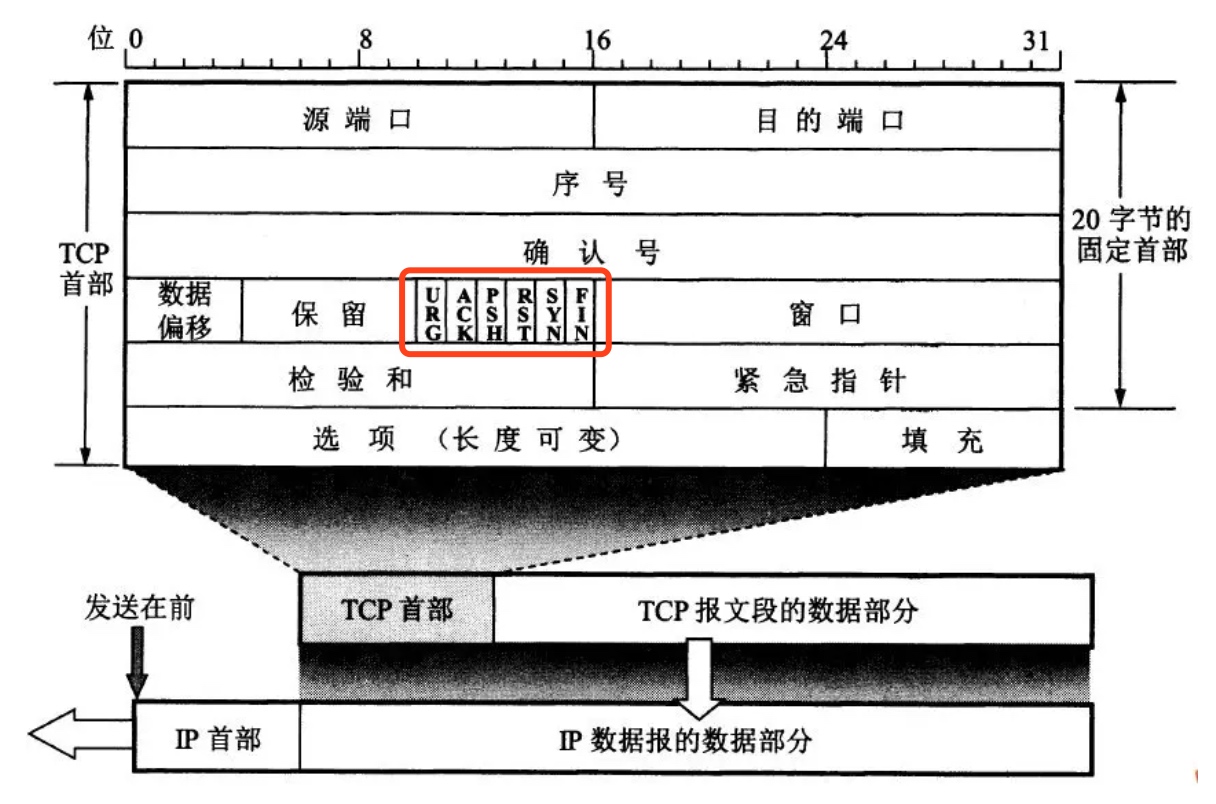 位 0 8 16 24 31
源端口 目的端口
序号
确认号
TCP
首部
20 字节的
固定首部
数据
偏移
保留
URG
ACK
PSH
RST
SYN
FIN
窗口
检验和 紧急指针
选项（长度可变） 填充
发送在前
TCP 首部 TCP 报文段的数据部分
IP 首部 IP 数据报的数据部分